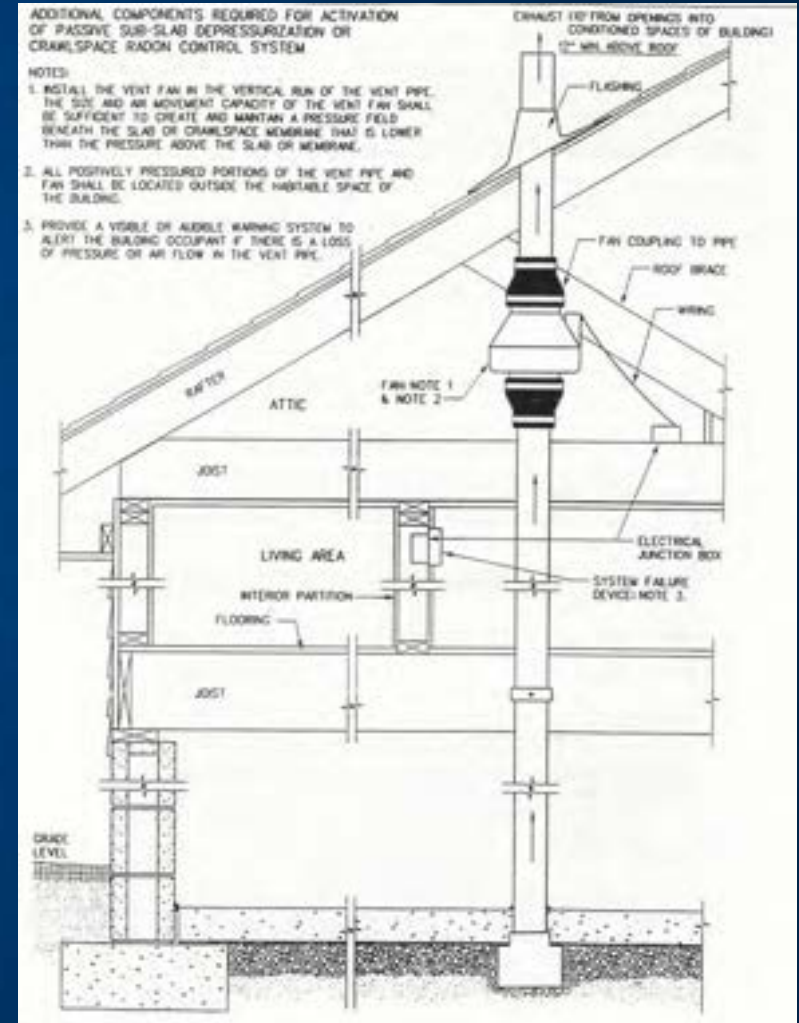 ADDITIONAL COMPONENTS REQUIRED FOR ACTIVATION
OF PASSIVE SUB-SLAB DEPRESSURIZATION OR
CRAWLSPACE RADON CONTROL SYSTEM
NOTES:
1. INSTALL THE VENT FAN IN THE VERTICAL RUN OF THE VENT PIPE.
THE SIZE AND AIR MOVEMENT CAPACITY OF THE VENT FAN SHALL
BE SUFFICIENT TO CREATE AND MAINTAN A PRESSURE FIELD
BENEATH THE SLAB OR CRAWLSPACE MEMBRANE THAT IS LOWER
THAN THE PRESSURE ABOVE THE SLAB OR MEMBRANE.
2. ALL POSITIVELY PRESSURED PORTIONS OF THE VENT PIPE AND
FAN SHALL BE LOCATED OUTSIDE THE HABITABLE SPACE OF
THE BUILDING.
3. PROVIDE A VISIBLE OR AUDIBLE WARNING SYSTEM TO
ALERT THE BUILDING OCCUPANT IF THERE IS A LOSS
OF PRESSURE OR AIR FLOW IN THE VENT PIPE.
EXHAUST (10' FROM OPENINGS INTO
CONDITIONED SPACES OF BUILDING)
12" MIN. ABOVE ROOF
FLASHING
FAN COUPLING TO PIPE
ROOF BRACE
WIRING
RAFTER
ATTIC
FAN NOTE 1
& NOTE 2
JOIST
LIVING AREA
ELECTRICAL
JUNCTION BOX
INTERIOR PARTITION
SYSTEM FAILURE
DEVICE: NOTE 3.
FLOORING
JOIST
GRADE
LEVEL